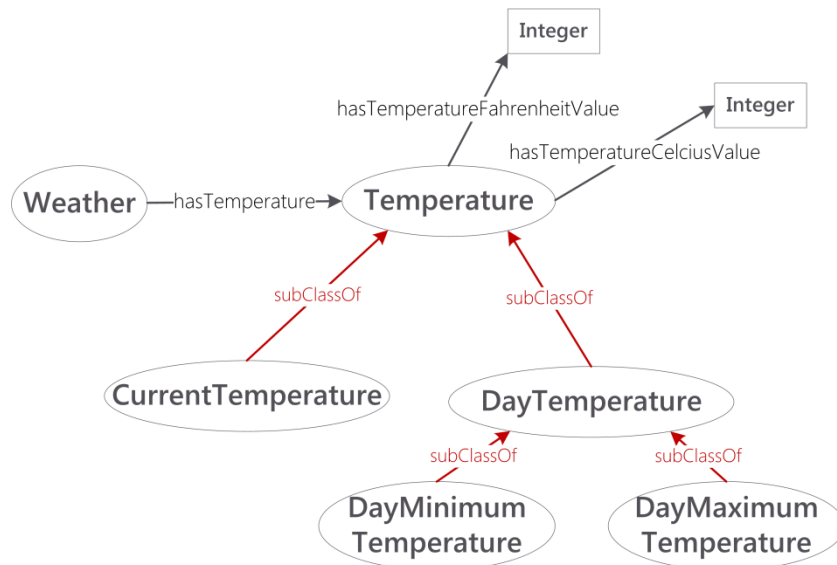 Integer
hasTemperatureFahrenheitValue
Integer
hasTemperatureCelciusValue
Weather
hasTemperature
Temperature
subClassOf
subClassOf
CurrentTemperature
DayTemperature
subClassOf
subClassOf
DayMinimum
Temperature
DayMaximum
Temperature